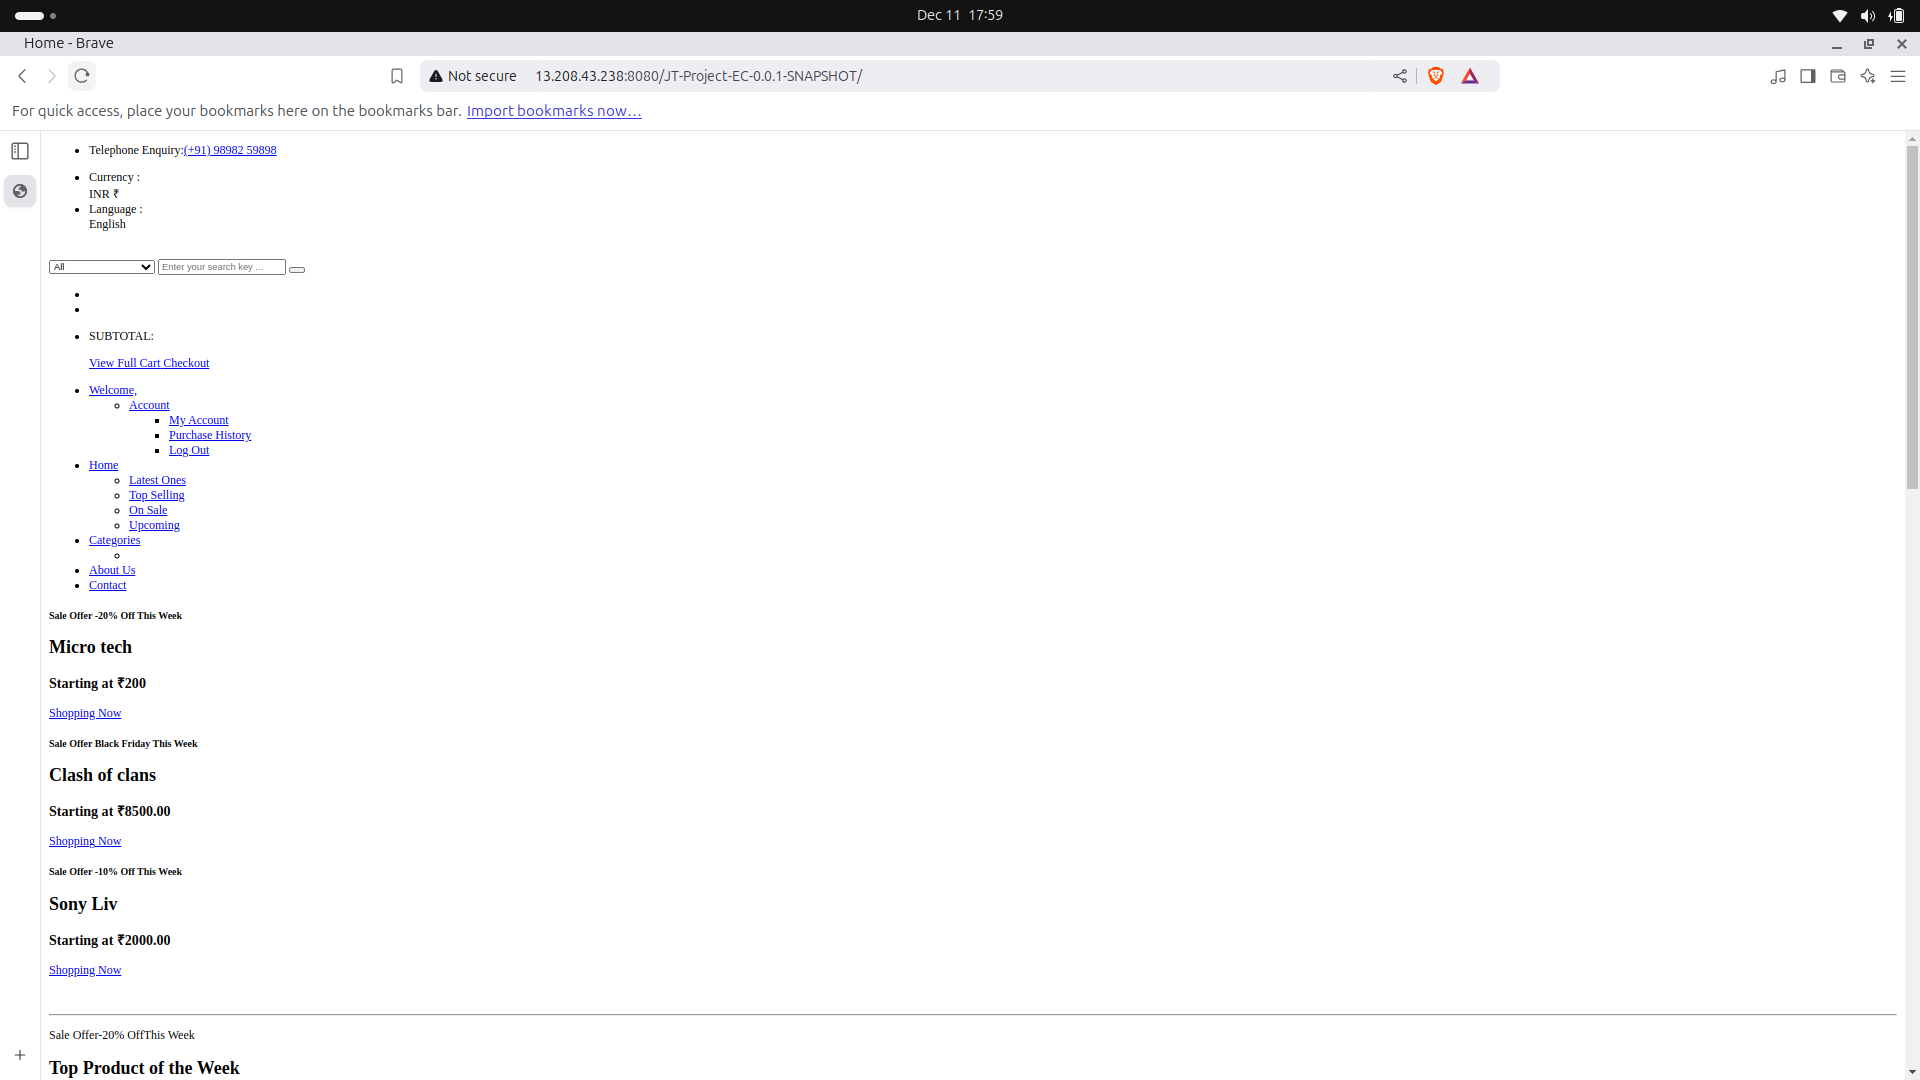 Dec 11 17:59
Home - Brave
Not secure 13.208.43.238:8080/JT-Project-EC-0.0.1-SNAPSHOT/
For quick access, place your bookmarks here on the bookmarks bar. Import bookmarks now…
Telephone Enquiry:(+91) 98982 59898
Currency :
INR ₹
Language :
English
All Enter your search key ...
SUBTOTAL:
View Full Cart Checkout
Welcome,
Account
My Account
Purchase History
Log Out
Home
Latest Ones
Top Selling
On Sale
Upcoming
Categories
About Us
Contact
Sale Offer -20% Off This Week
Micro tech
Starting at ₹200
Shopping Now
Sale Offer Black Friday This Week
Clash of clans
Starting at ₹8500.00
Shopping Now
Sale Offer -10% Off This Week
Sony Liv
Starting at ₹2000.00
Shopping Now
Sale Offer-20% OffThis Week
Top Product of the Week